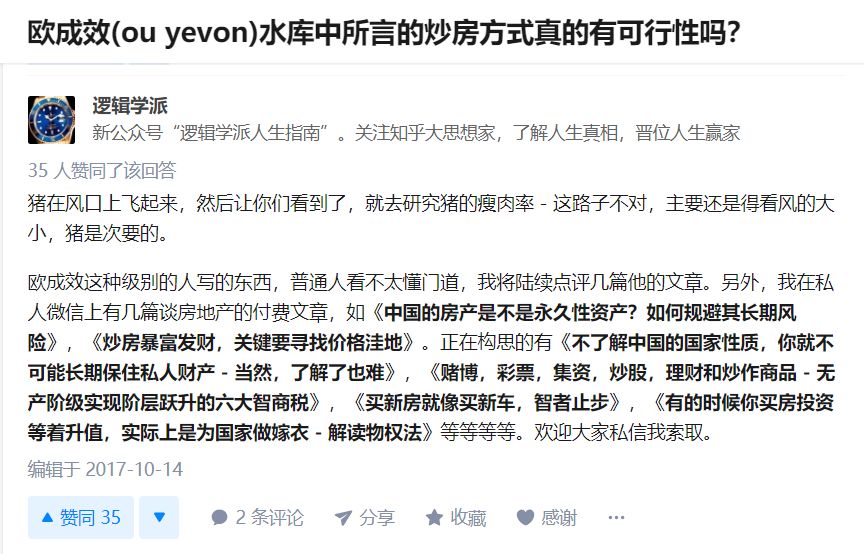 欧成效(ou yevon)水库中所言的炒房方式真的有可行性吗?
逻辑学派
新公众号“逻辑学派人生指南”。关注知乎大思想家，了解人生真相，晋位人生赢家
35 人赞同了该回答
猪在风口上飞起来，然后让你们看到了，就去研究猪的瘦肉率 - 这路子不对，主要还是得看风的大
小，猪是次要的。
欧成效这种级别的人写的东西，普通人看不太懂门道，我将陆续点评几篇他的文章。另外，我在私
人微信上有几篇谈房地产的付费文章，如《中国的房产是不是永久性资产？如何规避其长期风
险》，《炒房暴富发财，关键要寻找价格洼地》。正在构思的有《不了解中国的国家性质，你就不
可能长期保住私人财产 - 当然，了解了也难》，《赌博，彩票，集资，炒股，理财和炒作商品 - 无
产阶级实现阶层跃升的六大智商税》，《买新房就像买新车，智者止步》，《有的时候你买房投资
等着升值，实际上是为国家做嫁衣 - 解读物权法》等等等等。欢迎大家私信我索取。
编辑于 2017-10-14
赞同 35 2 条评论 分享 收藏 感谢 ···